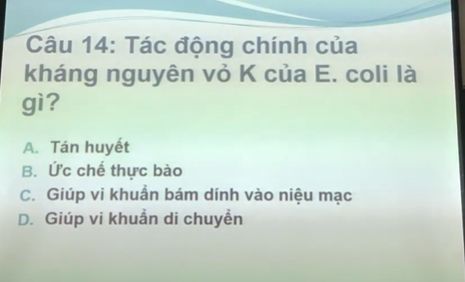 Câu 14: Tác động chính của
kháng nguyên vỏ K của E. coli là
gì?
A. Tán huyết
B. Ức chế thực bào
C. Giúp vi khuẩn bám dính vào niệu mạc
D. Giúp vi khuẩn di chuyển